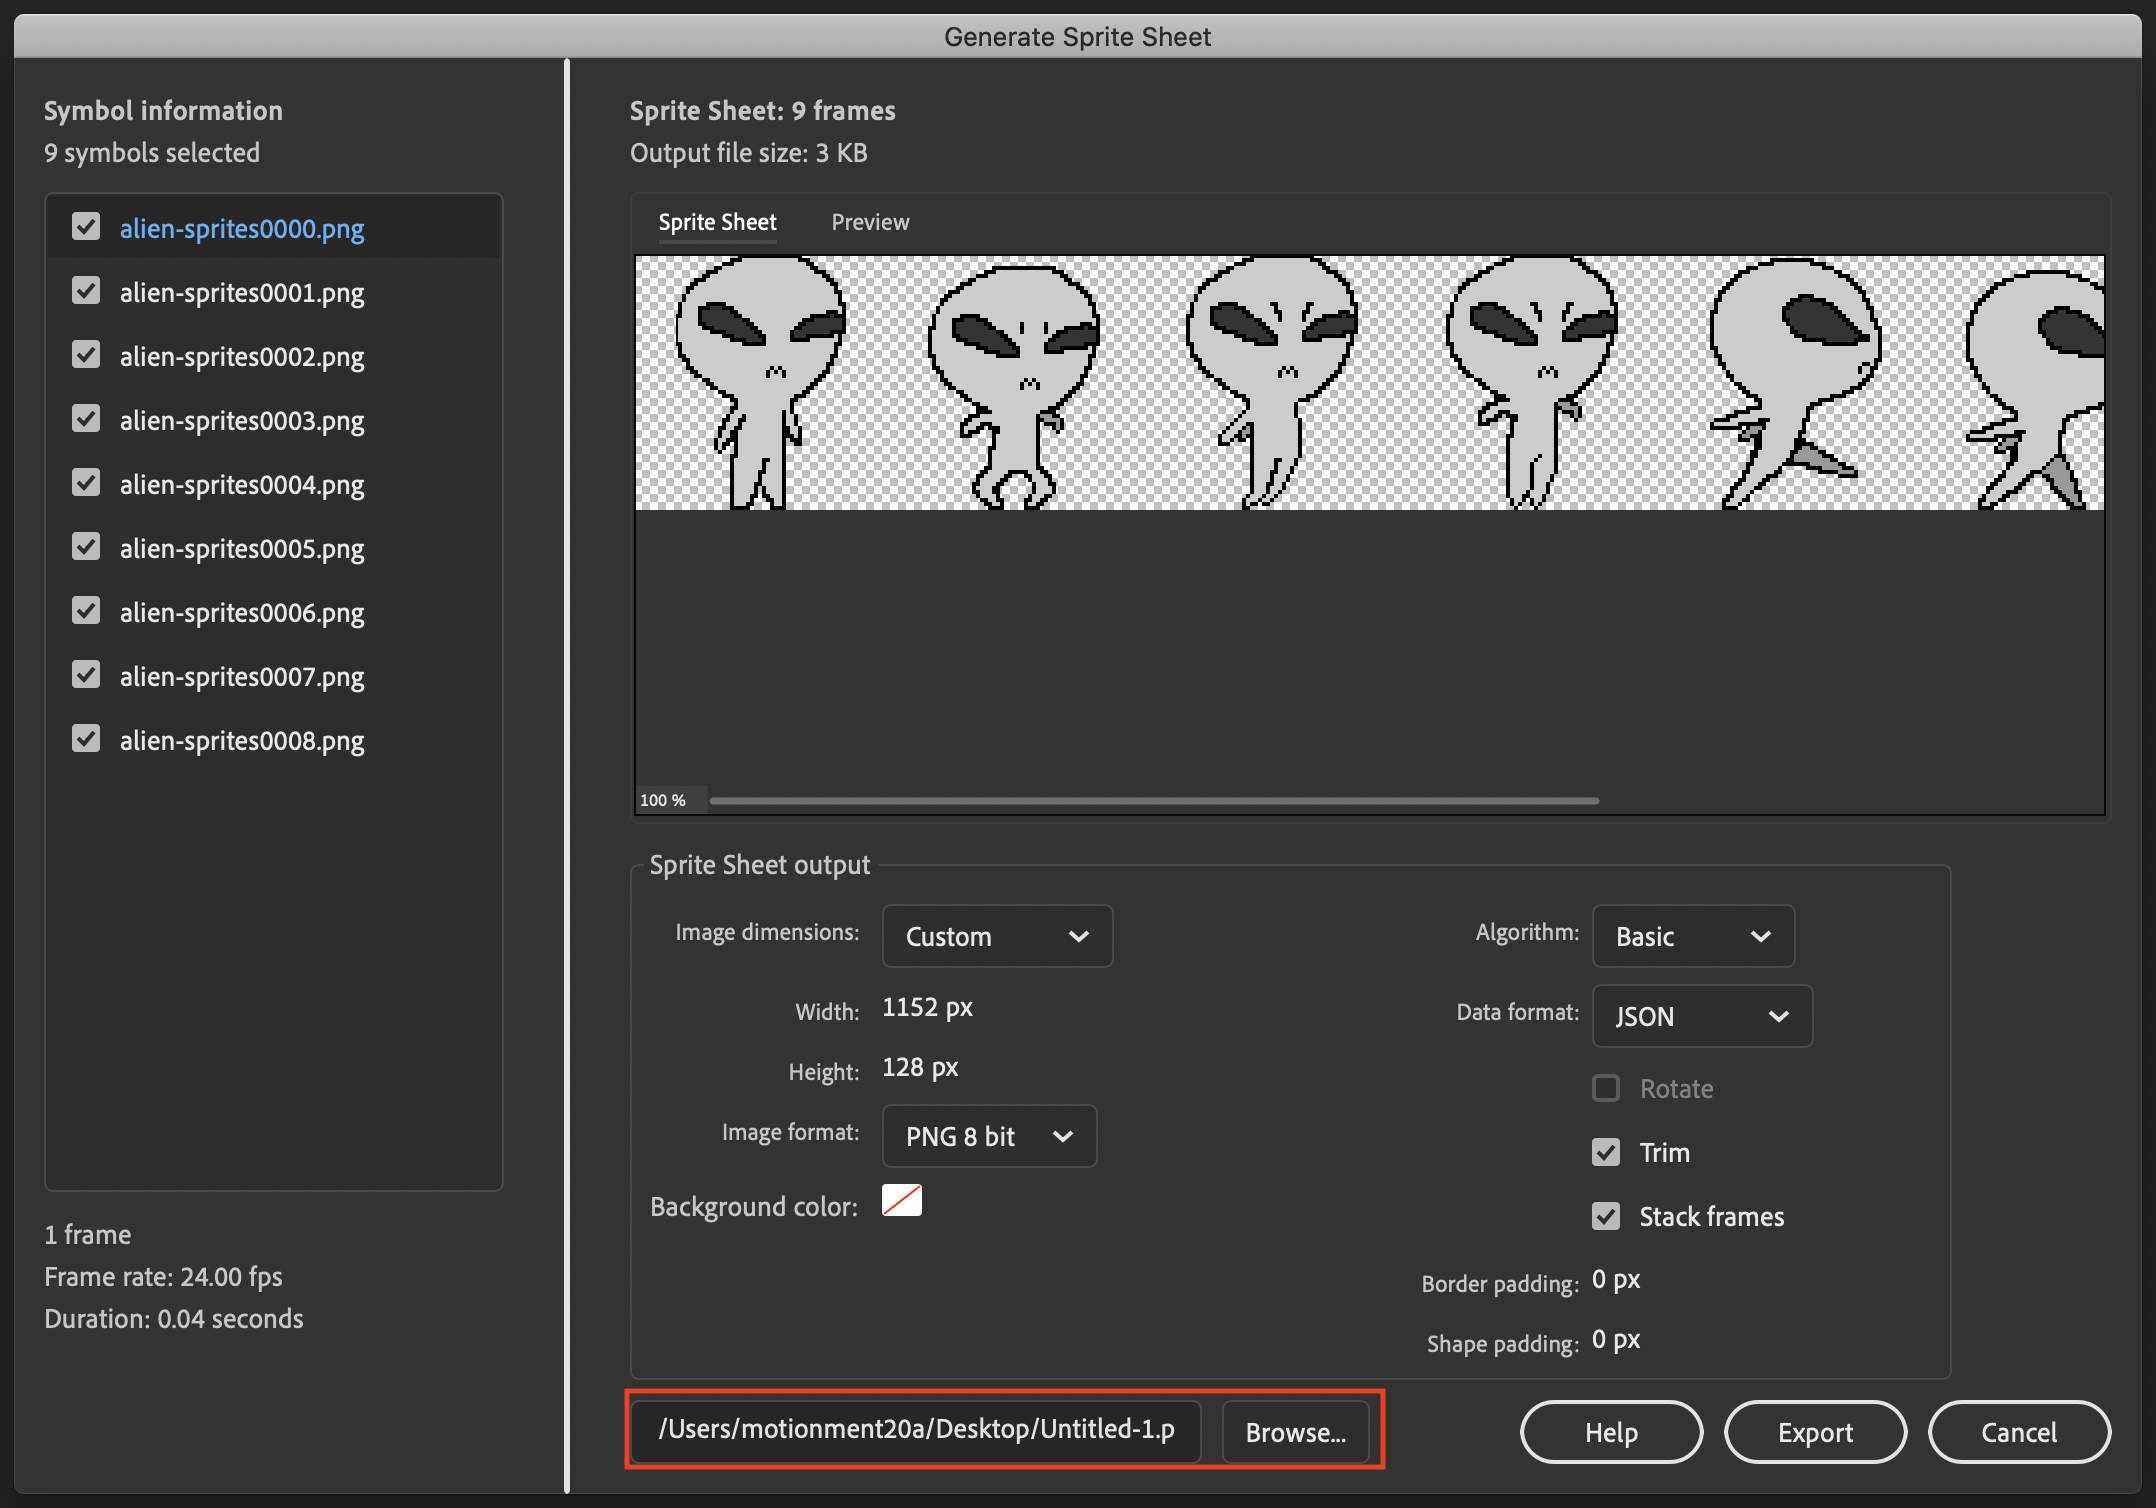 Generate Sprite Sheet
Symbol information
9 symbols selected
alien-sprites0000.png
alien-sprites0001.png
alien-sprites0002.png
alien-sprites0003.png
alien-sprites0004.png
alien-sprites0005.png
alien-sprites0006.png
alien-sprites0007.png
alien-sprites0008.png
1 frame
Frame rate: 24.00 fps
Duration: 0.04 seconds
Sprite Sheet: 9 frames
Output file size: 3 KB
Sprite Sheet Preview
100 %
Sprite Sheet output
Image dimensions: Custom
Width: 1152 px
Height: 128 px
Image format: PNG 8 bit
Background color:
Algorithm: Basic
Data format: JSON
Rotate
Trim
Stack frames
Border padding: 0 px
Shape padding: 0 px
/Users/motionment20a/Desktop/Untitled-1.p Browse...
Help Export Cancel